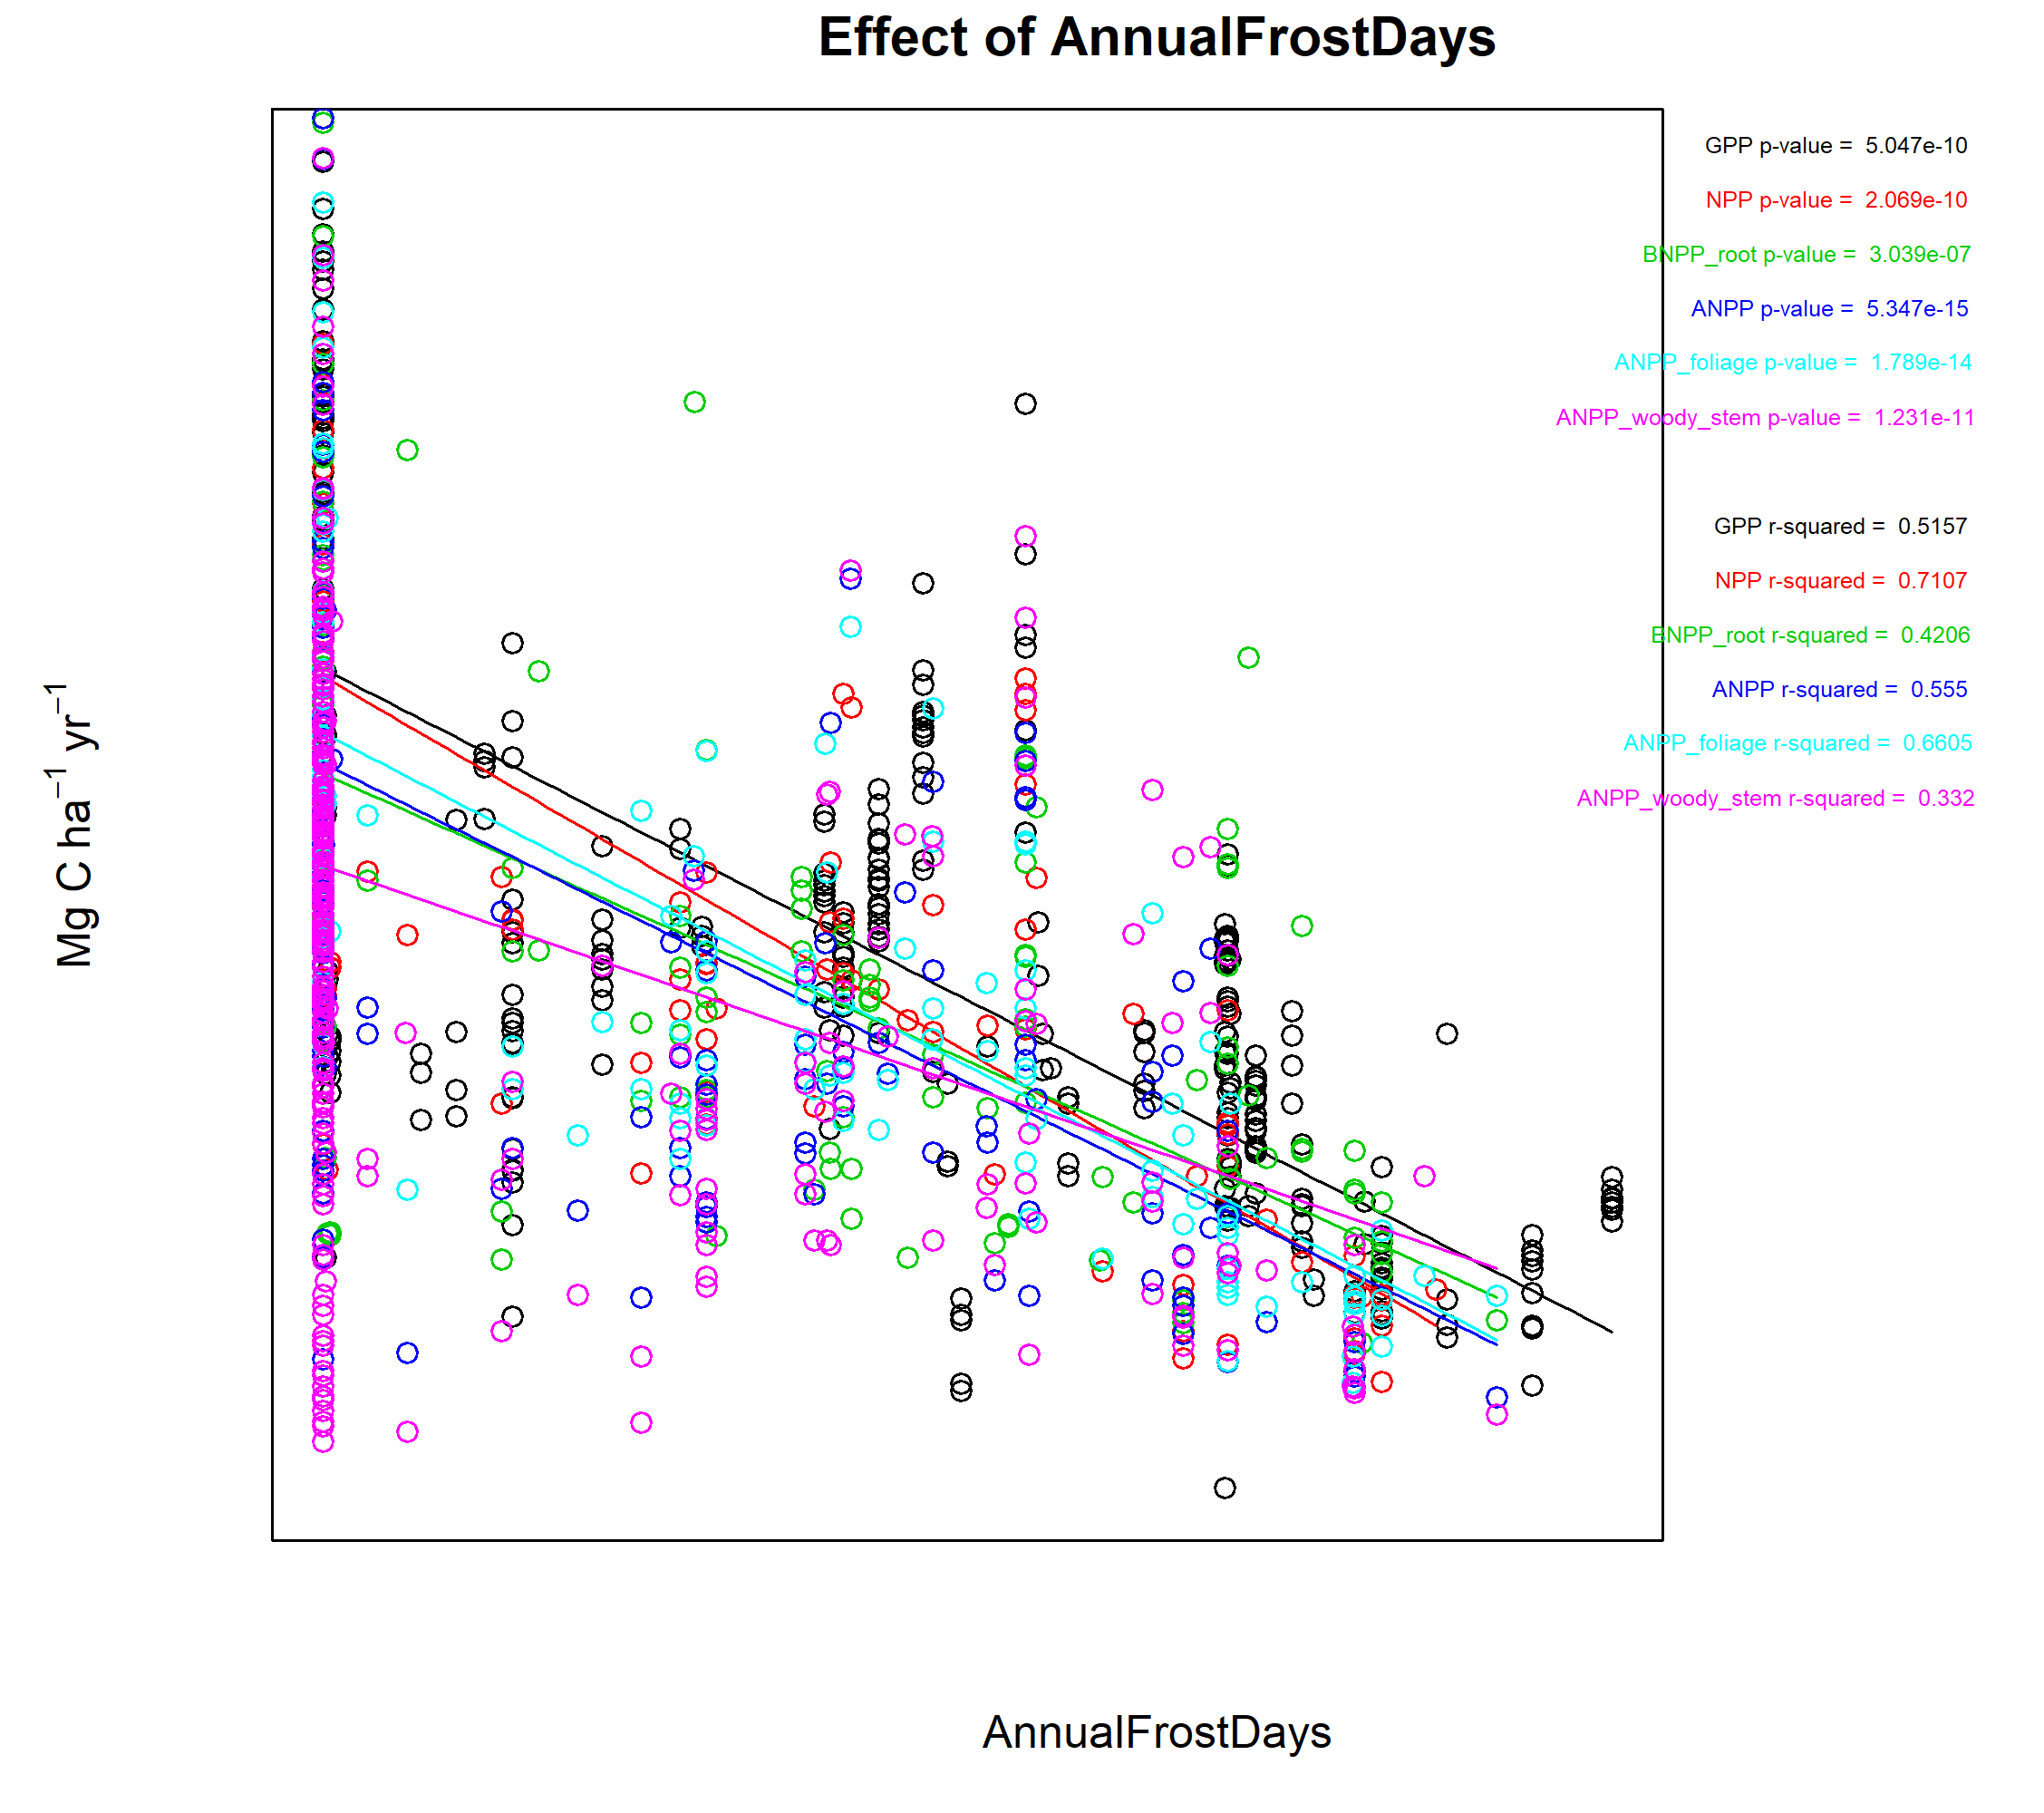 Effect of AnnualFrostDays
GPP p-value = 5.047e-10
NPP p-value = 2.069e-10
BNPP_root p-value = 3.039e-07
ANPP p-value = 5.347e-15
ANPP_foliage p-value = 1.789e-14
ANPP_woody_stem p-value = 1.231e-11
GPP r-squared = 0.5157
NPP r-squared = 0.7107
BNPP_root r-squared = 0.4206
ANPP r-squared = 0.555
ANPP_foliage r-squared = 0.6605
ANPP_woody_stem r-squared = 0.332
Mg C ha⁻¹ yr⁻¹
AnnualFrostDays